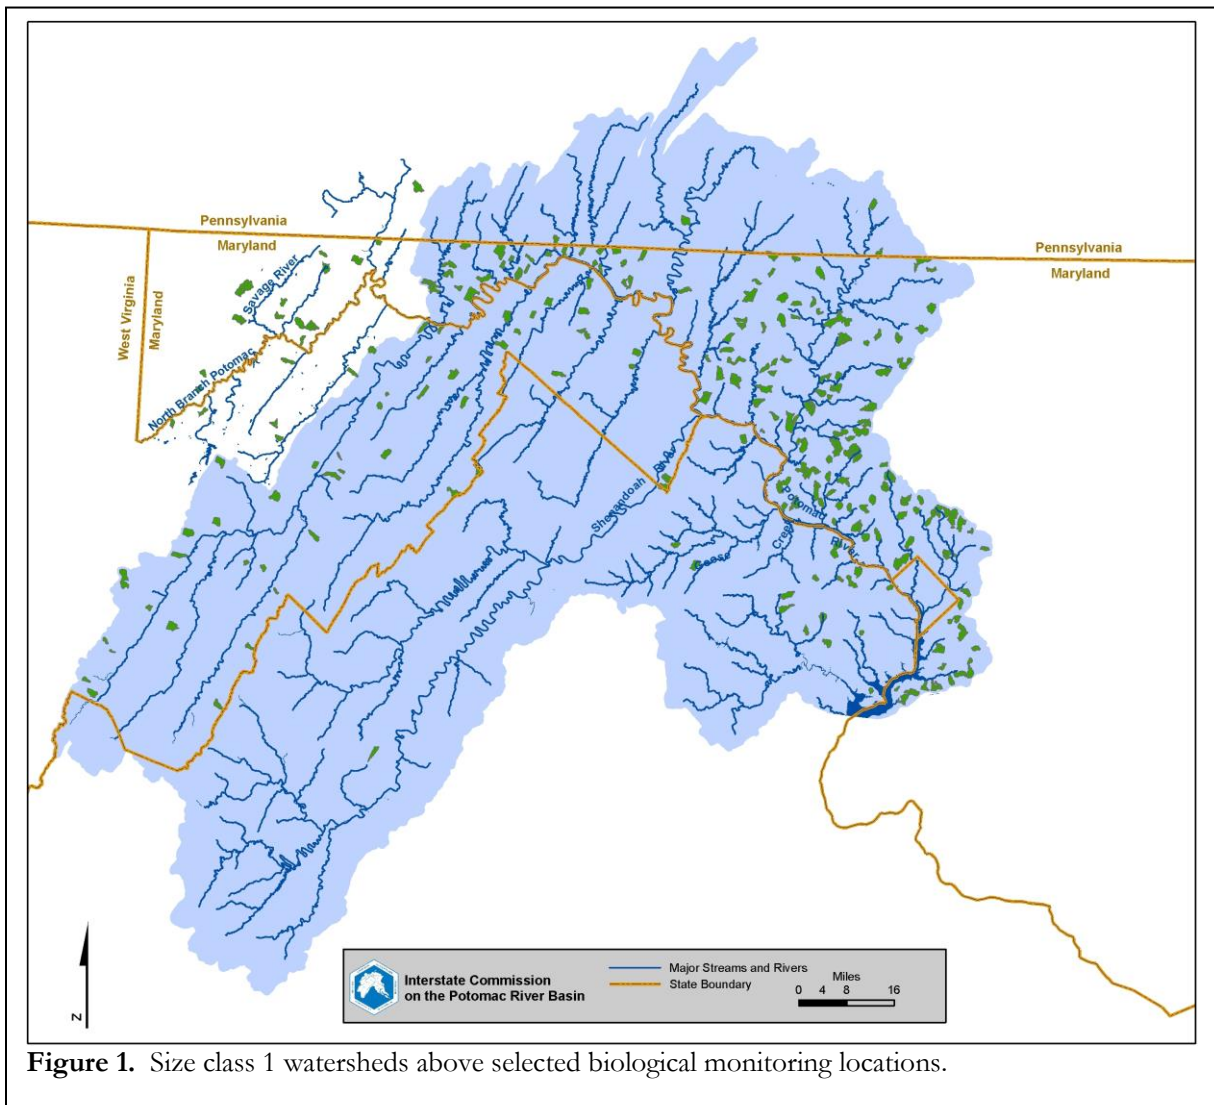 Pennsylvania
Maryland
Pennsylvania
Maryland
West Virginia
Maryland
Savage River
North Branch Potomac
Shenandoah River
Potomac River
Goose Creek
Interstate Commission
on the Potomac River Basin
Major Streams and Rivers
State Boundary
Miles
0 4 8 16
N
Figure 1. Size class 1 watersheds above selected biological monitoring locations.